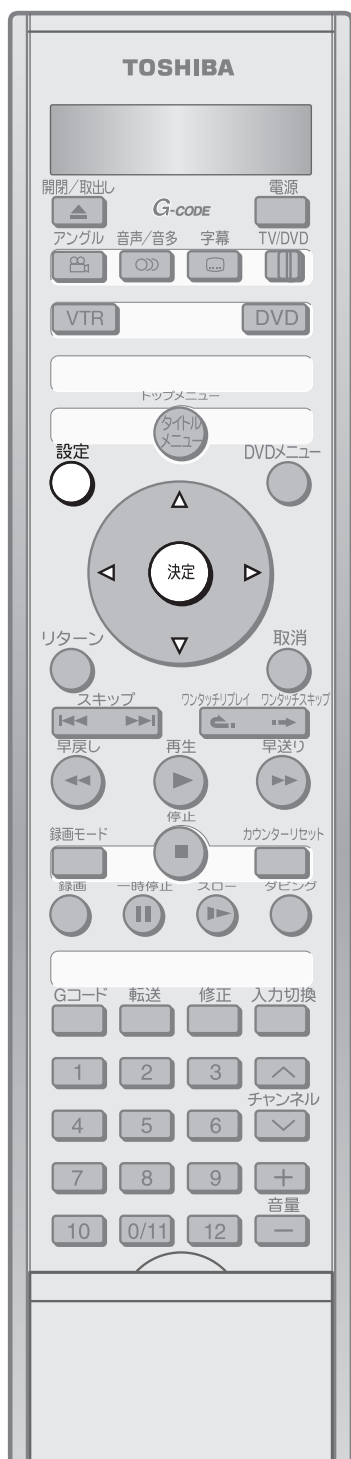 TOSHIBA
開閉/取出し G-CODE 電源
アングル 音声/音多 字幕 TV/DVD
VTR DVD
トップメニュー
タイトル
メニュー
設定 DVDメニュー
決定
リターン 取消
スキップ ワンタッチリプレイ ワンタッチスキップ
早戻し 再生 早送り
停止
録画モード カウンターリセット
録画 一時停止 スロー ダビング
Gコード 転送 修正 入力切換
1 2 3
チャンネル
4 5 6
7 8 9 +
音量
10 0/11 12 −